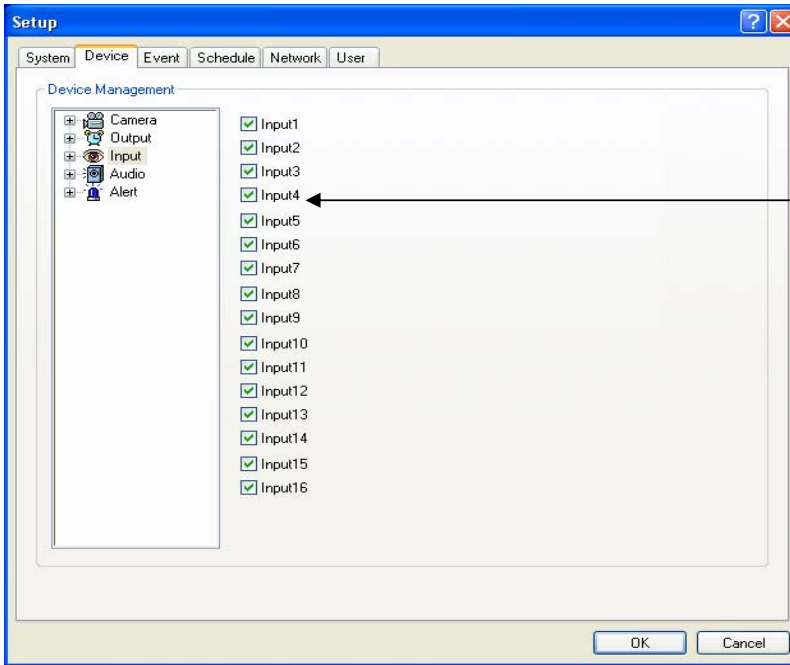 Setup
System Device Event Schedule Network User
Device Management
Camera
Output
Input
Audio
Alert
Input1
Input2
Input3
Input4
Input5
Input6
Input7
Input8
Input9
Input10
Input11
Input12
Input13
Input14
Input15
Input16
OK Cancel